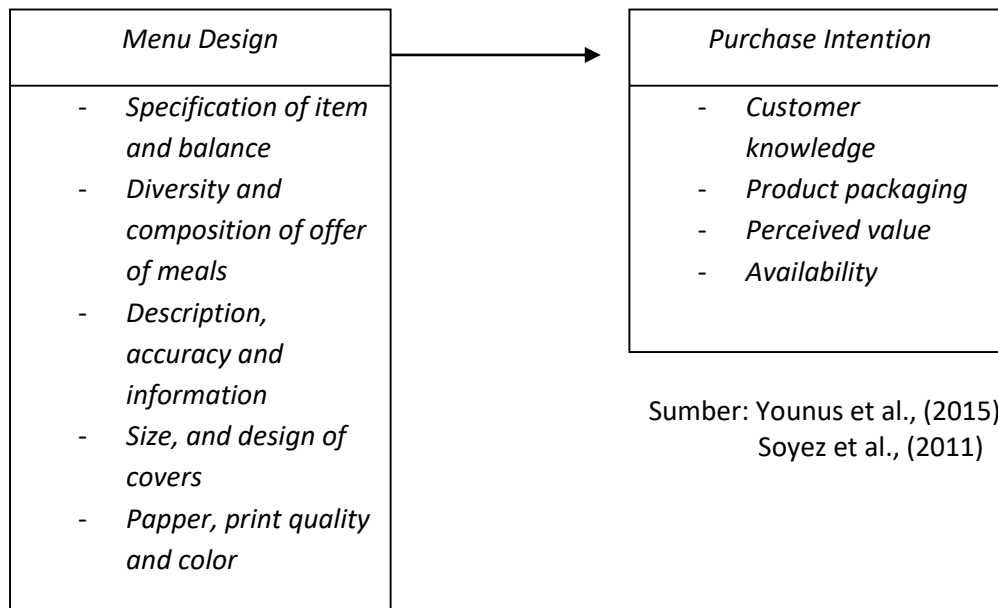 Menu Design
- Specification of item
and balance
- Diversity and
composition of offer
of meals
- Description,
accuracy and
information
- Size, and design of
covers
- Papper, print quality
and color
Purchase Intention
- Customer
knowledge
- Product packaging
- Perceived value
- Availability
Sumber: Younus et al., (2015)
Soyez et al., (2011)